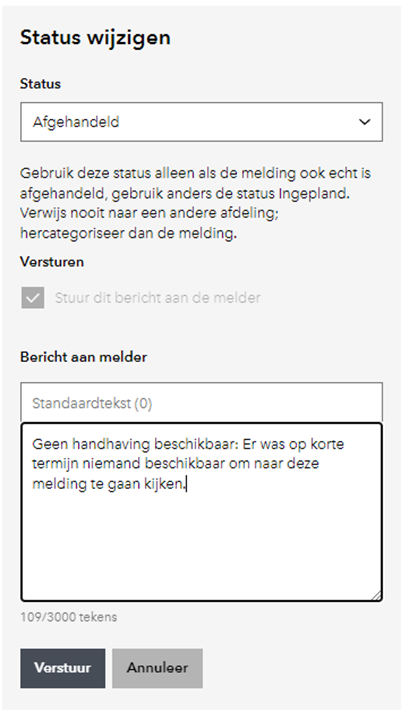 Status wijzigen
Status
Afgehandeld
Gebruik deze status alleen als de melding ook echt is
afgehandeld, gebruik anders de status Ingepland.
Verwijs nooit naar een andere afdeling;
hercategoriseer dan de melding.
Versturen
Stuur dit bericht aan de melder
Bericht aan melder
Standaardtekst (0)
Geen handhaving beschikbaar: Er was op korte
termijn niemand beschikbaar om naar deze
melding te gaan kijken.
109/3000 tekens
Verstuur Annuleer